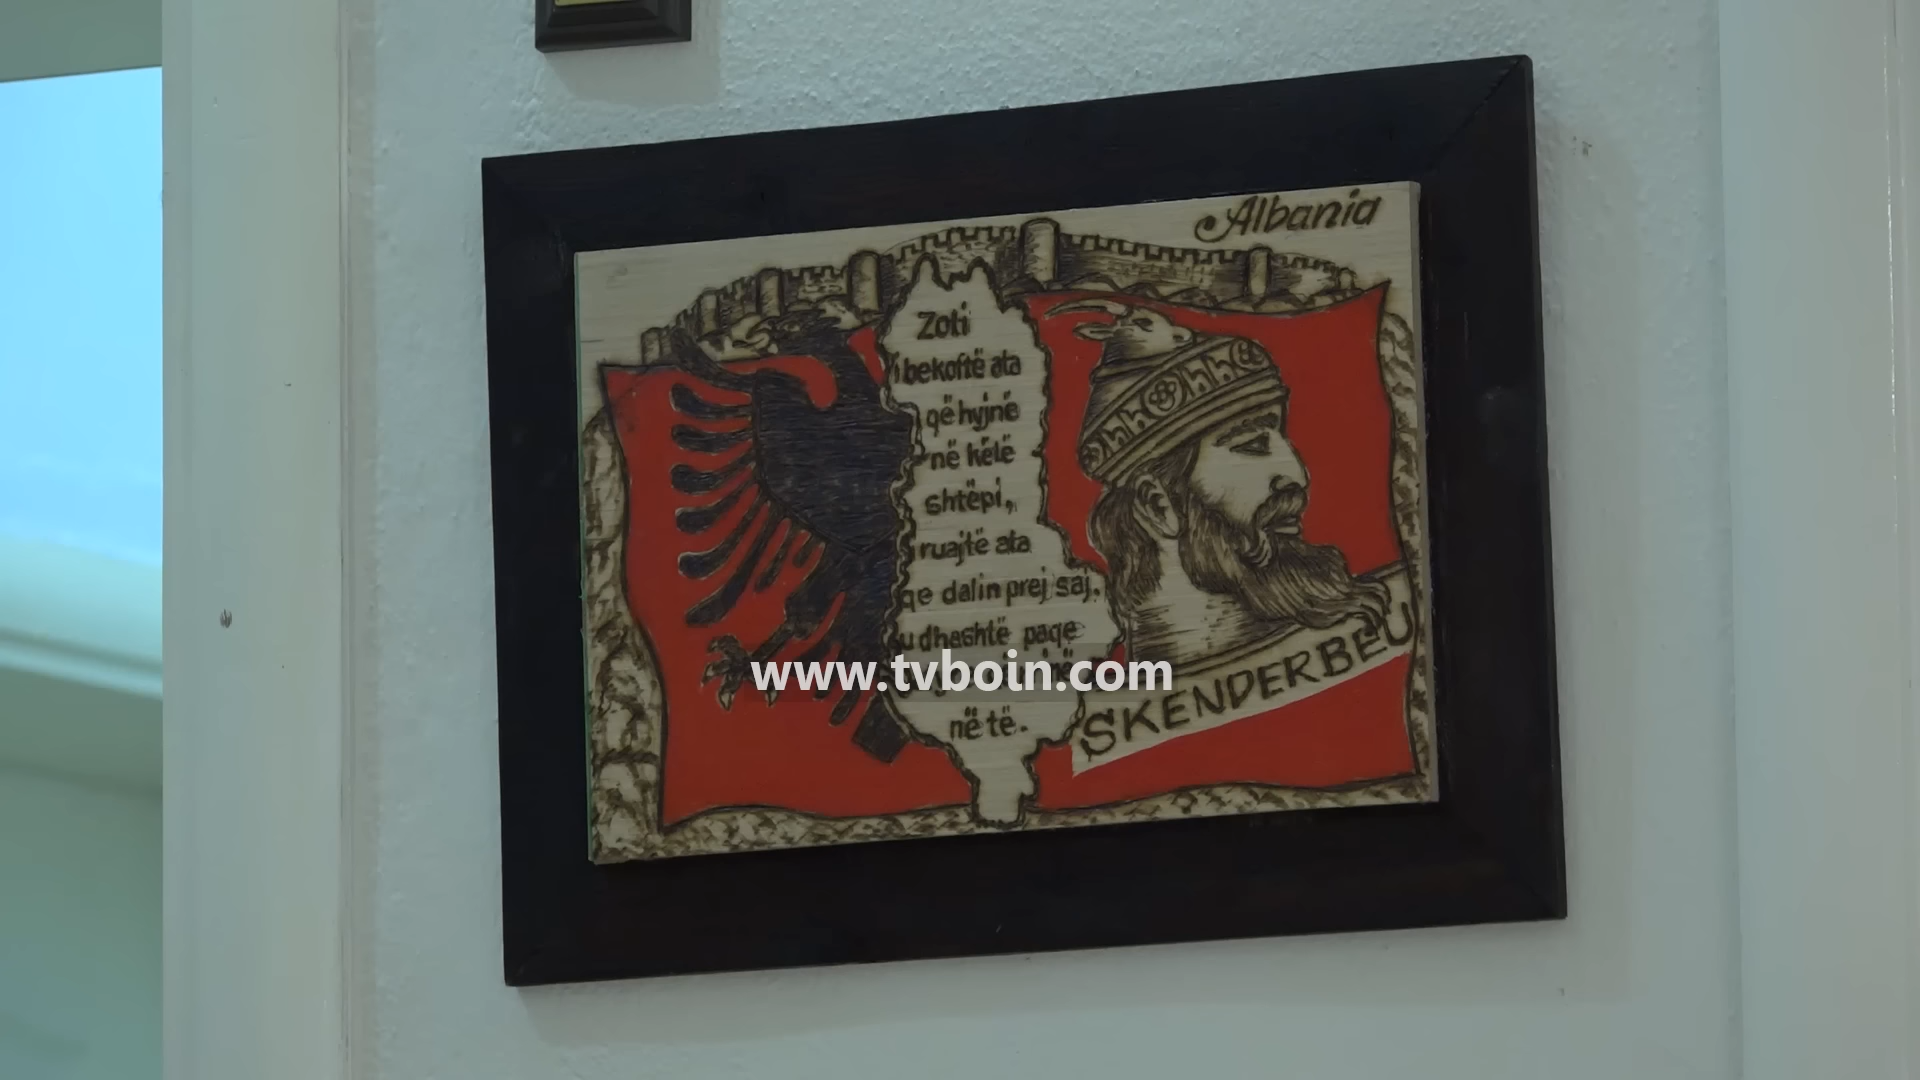 Albania
Zoti
i bekoftë ata
që hyjnë
në këtë
shtëpi,
ruajtë ata
qe dalin prej saj.
u dhashtë paqe
www.tvboin.com
në të.
SKENDERBEU